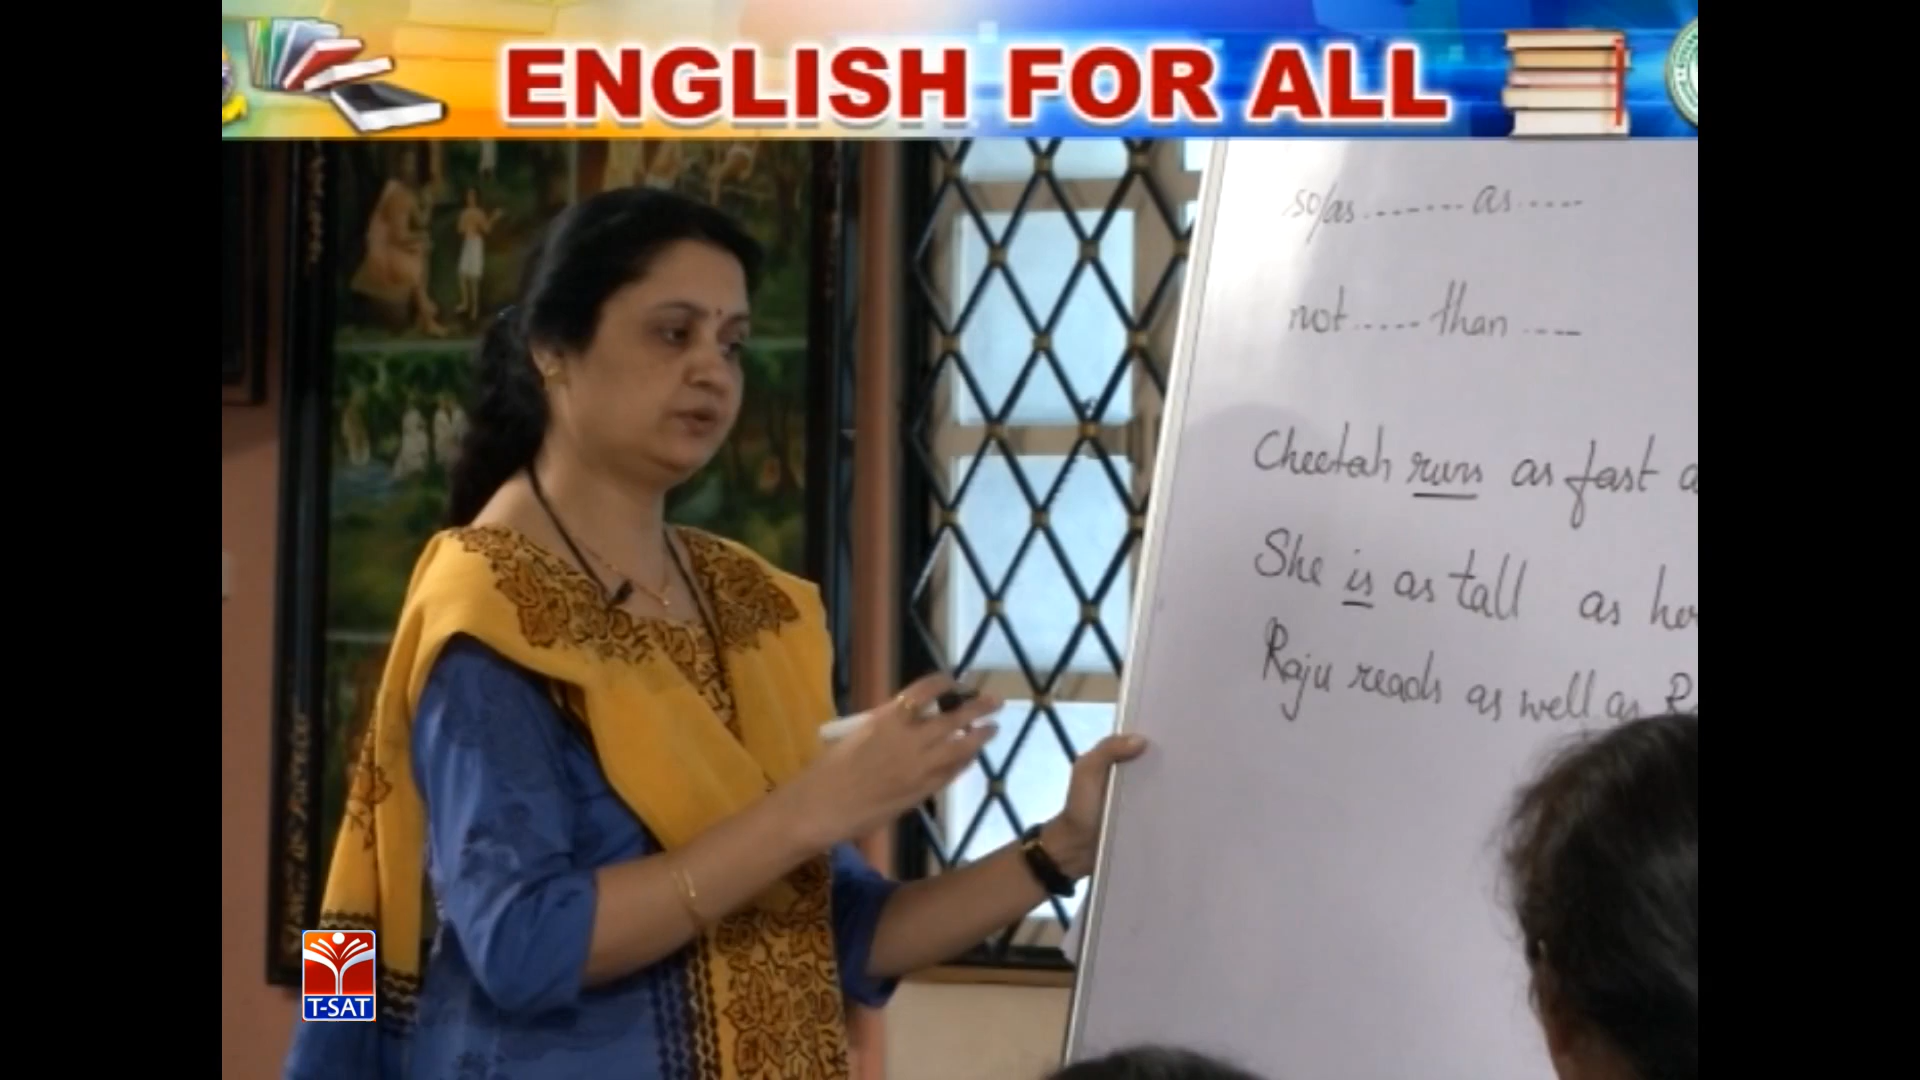 ENGLISH FOR ALL
so/as ........ as .....
not ..... than ....
Cheetah runs as fast
She is as tall as
Raju reads as well as
T-SAT